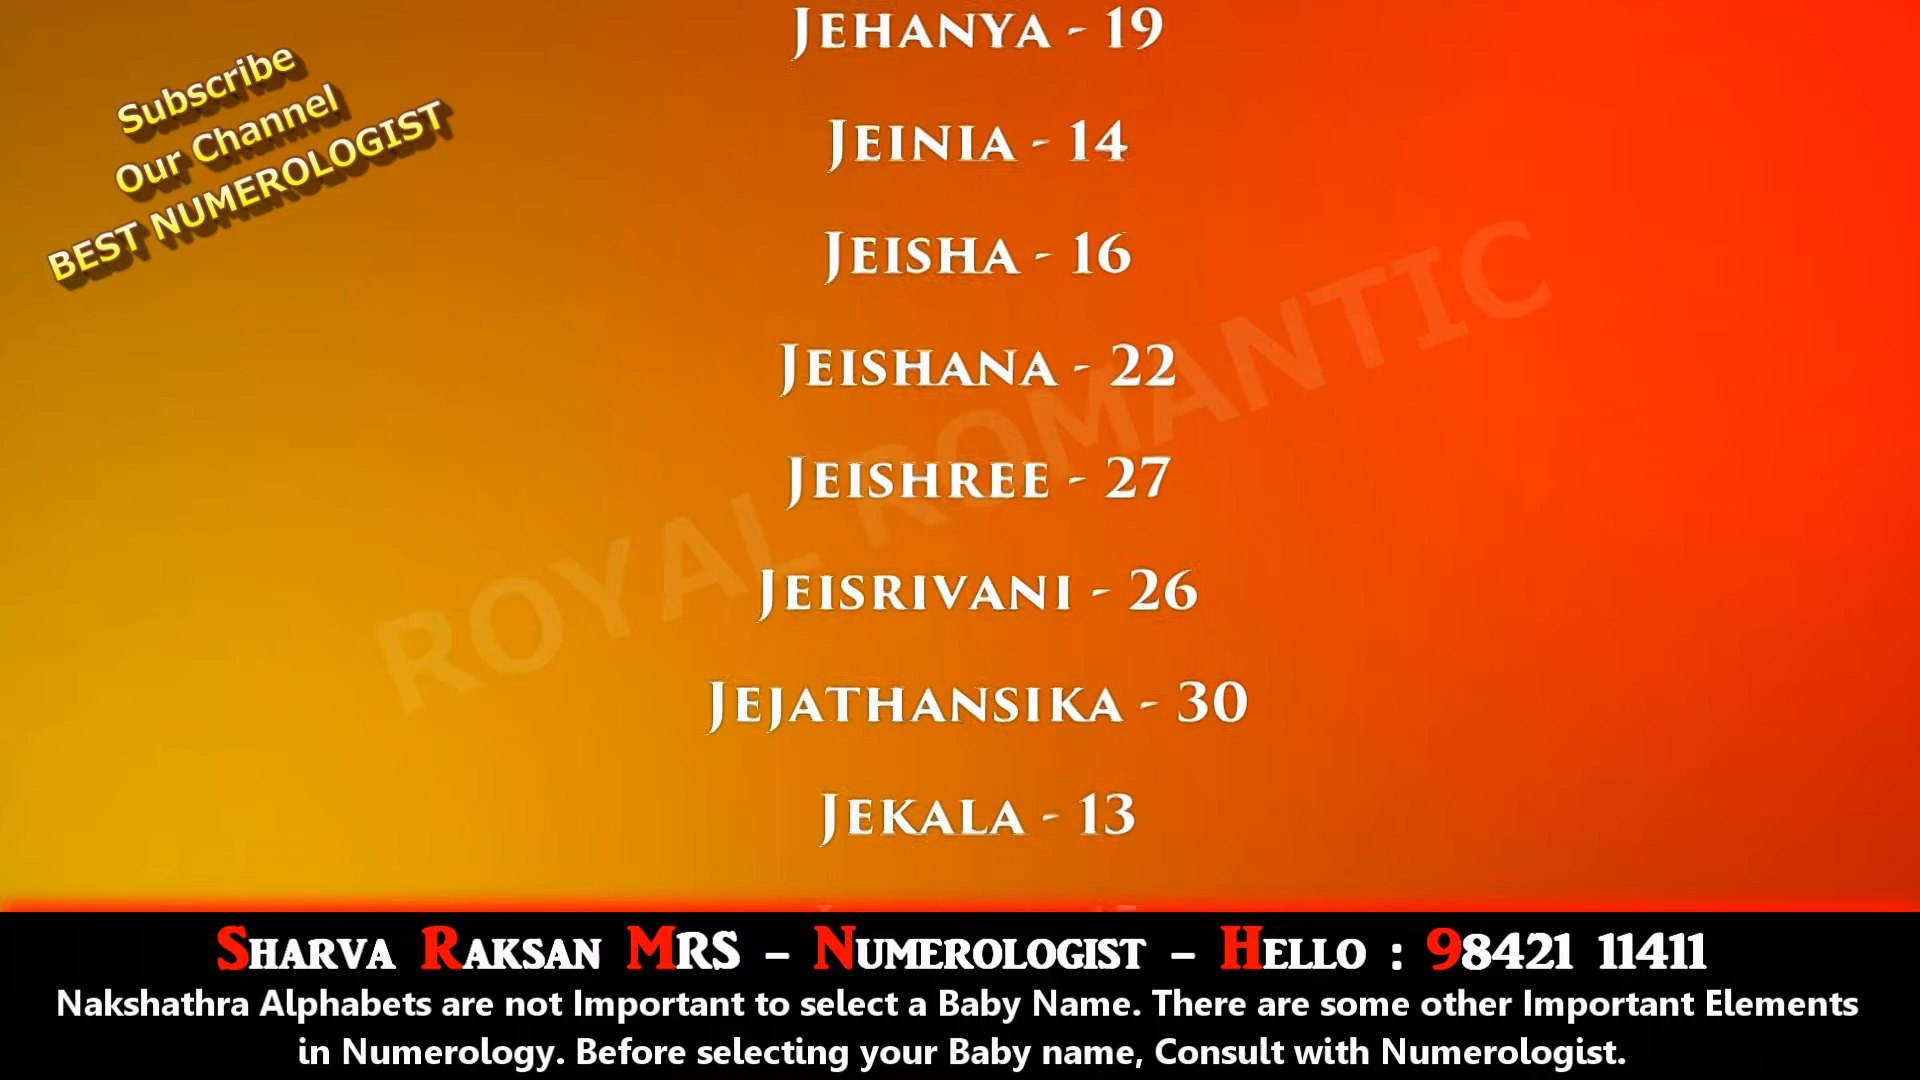 Subscribe
Our Channel
BEST NUMEROLOGIST
JEHANYA - 19
JEINIA - 14
JEISHA - 16
JEISHANA - 22
JEISHREE - 27
JEISRIVANI - 26
JEJATHANSIKA - 30
JEKALA - 13
ROYAL ROMANTIC
SHARVA RAKSAN MRS – NUMEROLOGIST – HELLO : 98421 11411
Nakshathra Alphabets are not Important to select a Baby Name. There are some other Important Elements
in Numerology. Before selecting your Baby name, Consult with Numerologist.